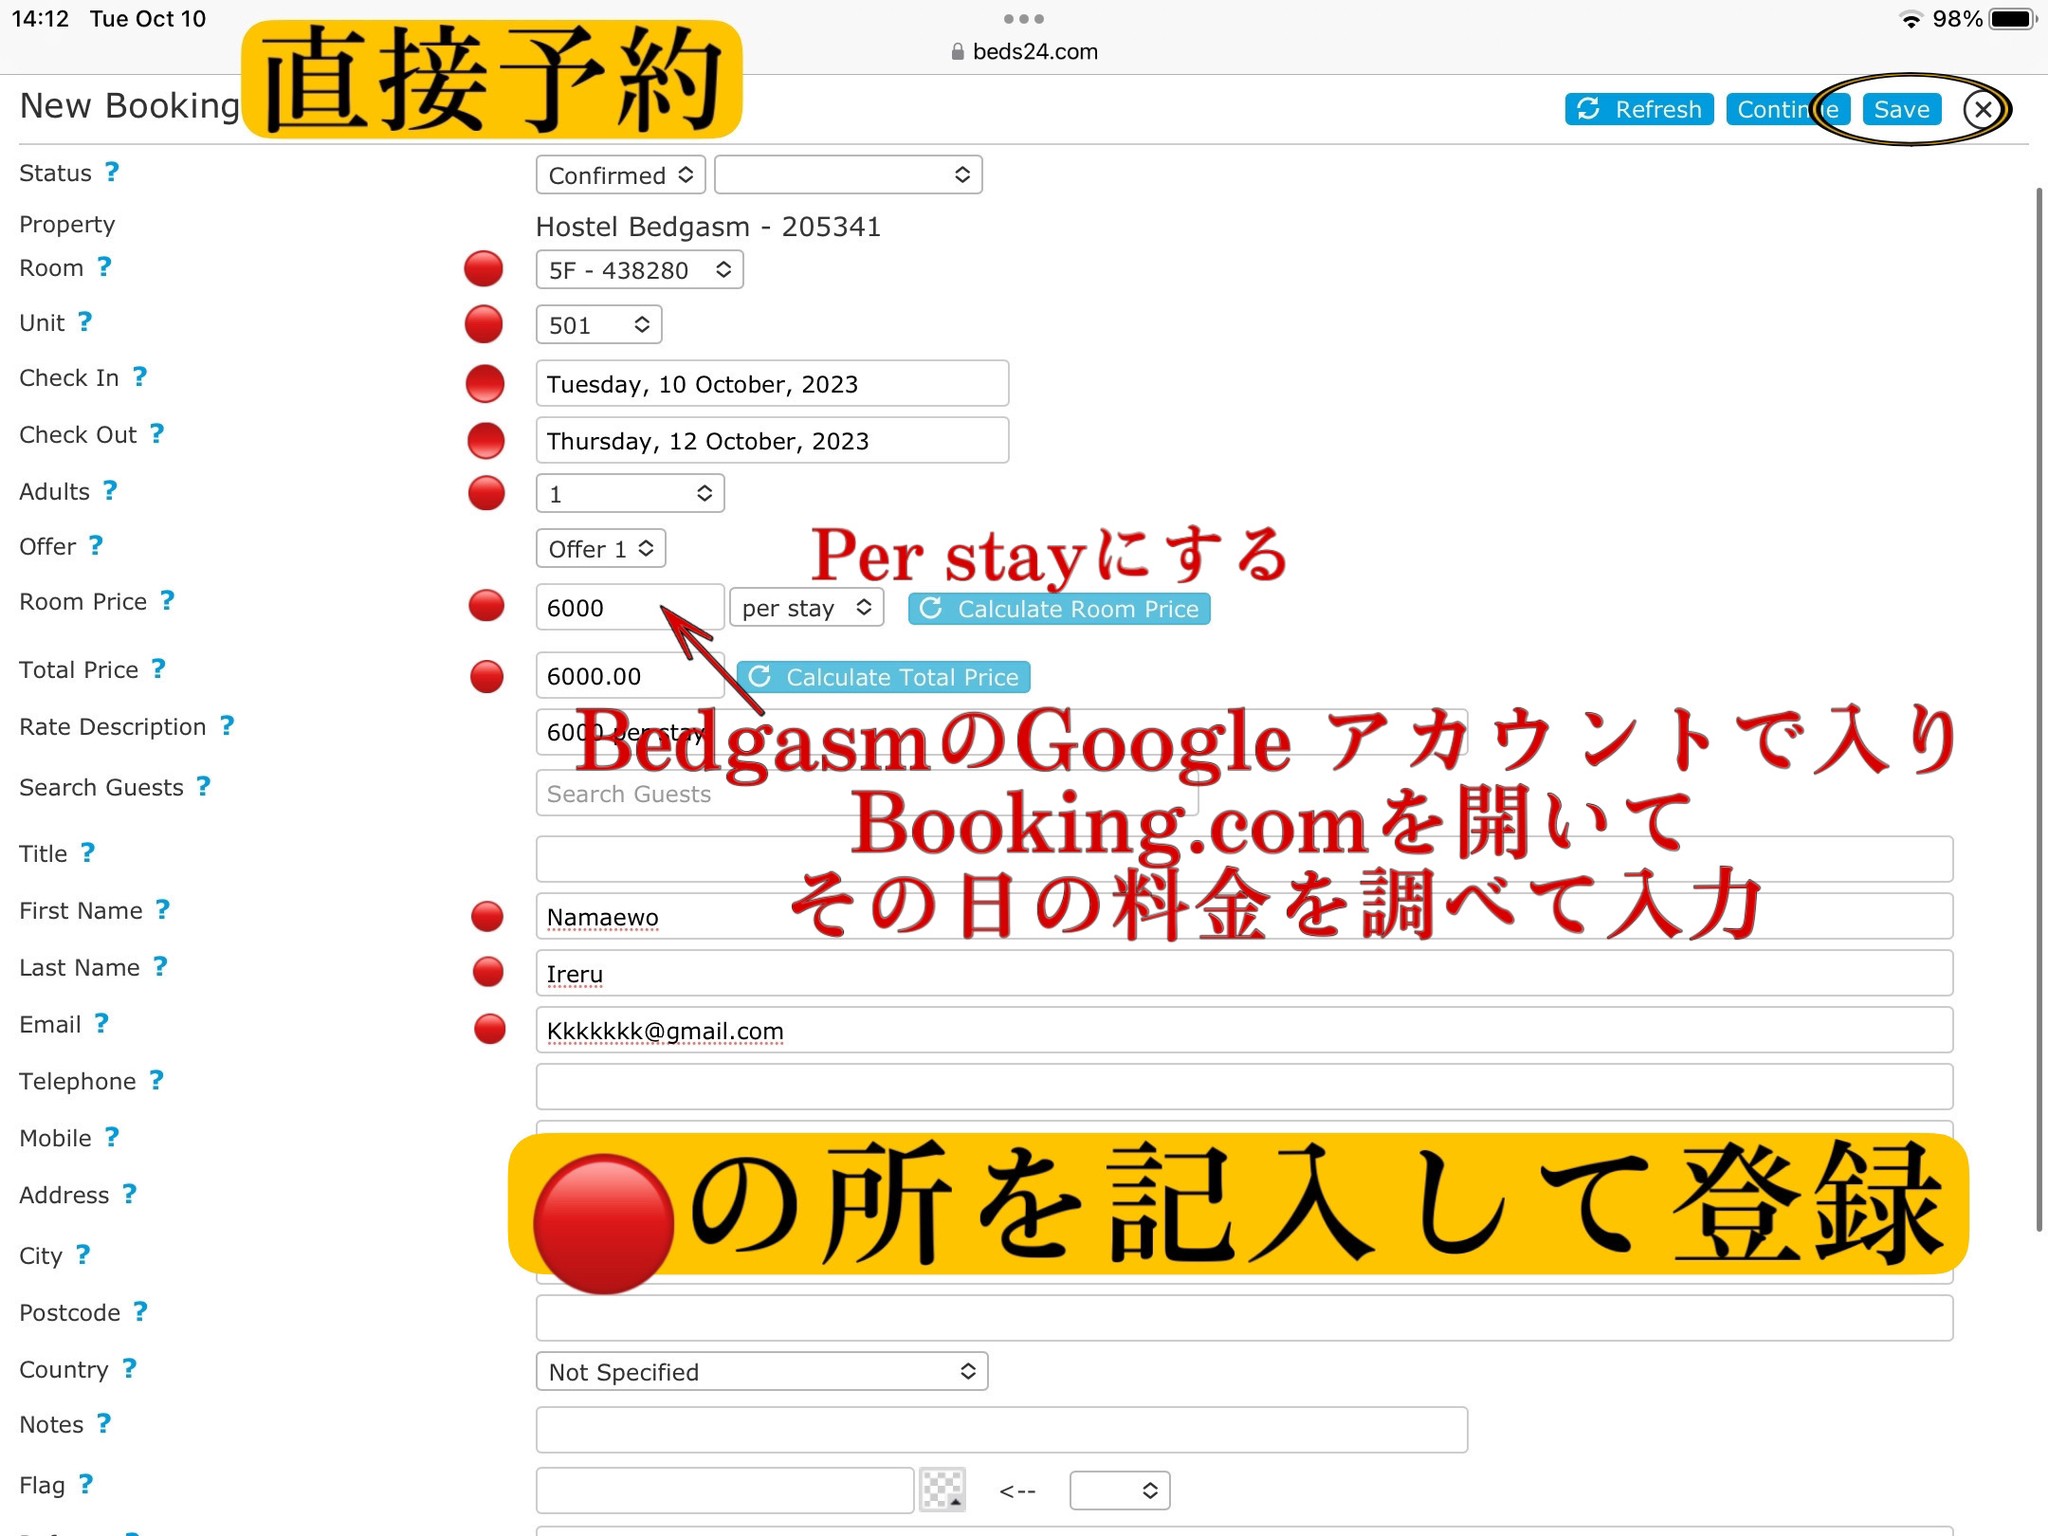 14:12 Tue Oct 10
98%
beds24.com
直接予約
New Booking
Refresh
Continue
Save
Status ? Confirmed
Property Hostel Bedgasm - 205341
Room ? 5F - 438280
Unit ? 501
Check In ? Tuesday, 10 October, 2023
Check Out ? Thursday, 12 October, 2023
Adults ? 1
Offer ? Offer 1
Per stayにする
Room Price ? 6000 per stay Calculate Room Price
Total Price ? 6000.00 Calculate Total Price
Rate Description ? 6000 per stay
BedgasmのGoogle アカウントで入り
Booking.comを開いて
その日の料金を調べて入力
Search Guests ? Search Guests
Title ?
First Name ? Namaewo
Last Name ? Ireru
Email ? Kkkkkkk@gmail.com
Telephone ?
Mobile ?
の所を記入して登録
Address ?
City ?
Postcode ?
Country ? Not Specified
Notes ?
Flag ? <--